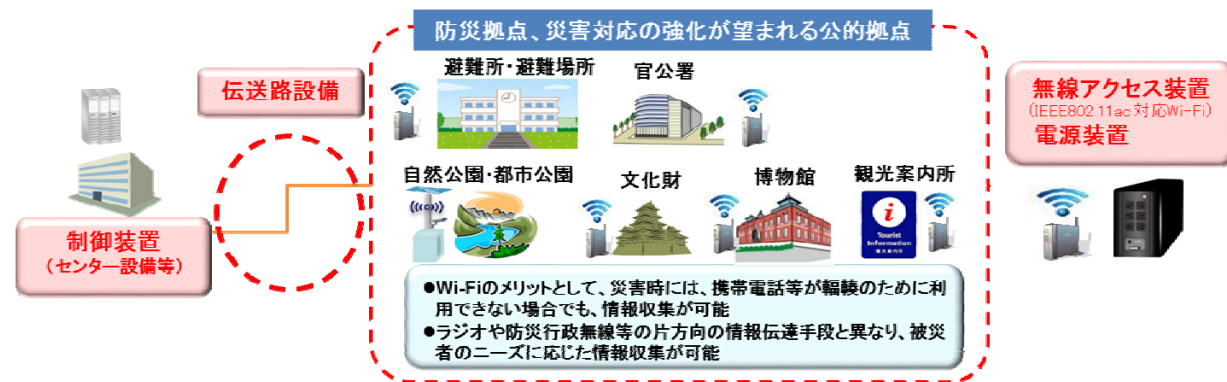 防災拠点、災害対応の強化が望まれる公的拠点
伝送路設備
避難所・避難場所
官公署
無線アクセス装置
(IEEE802.11ac対応Wi-Fi)
電源装置
自然公園・都市公園
文化財
博物館
観光案内所
i
Tourist
Information
観光案内所
制御装置
(センター設備等)
●Wi-Fiのメリットとして、災害時には、携帯電話等が輻輳のために利
用できない場合でも、情報収集が可能
●ラジオや防災行政無線等の片方向の情報伝達手段と異なり、被災
者のニーズに応じた情報収集が可能